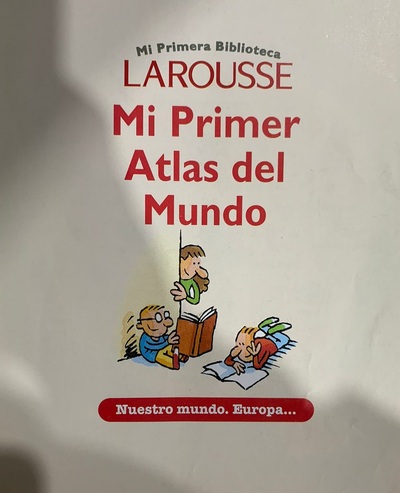 Mi Primera Biblioteca
LAROUSSE
Mi Primer
Atlas del
Mundo
Nuestro mundo. Europa...